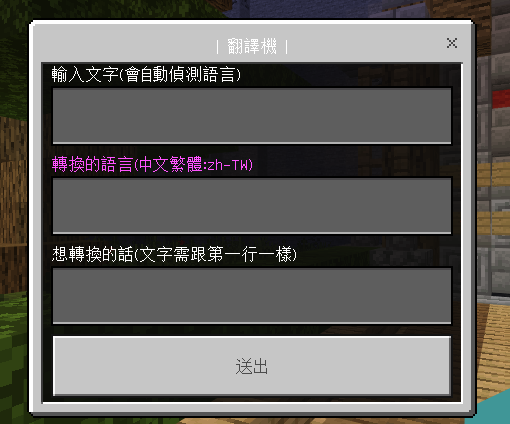 | 翻譯機 |
輸入文字(會自動偵測語言)
轉換的語言(中文繁體:zh-TW)
想轉換的話(文字需跟第一行一樣)
送出